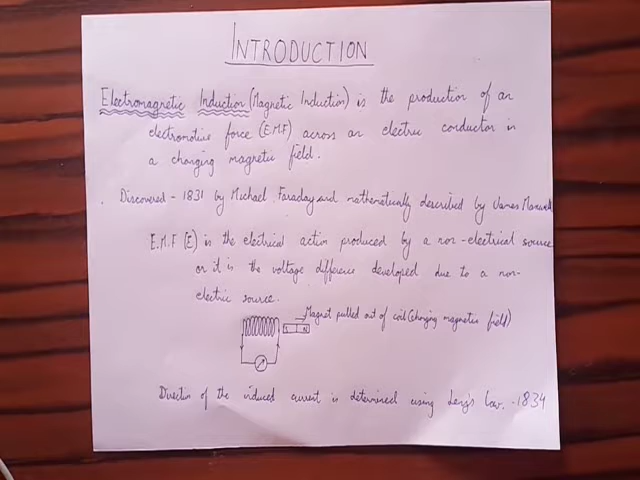 INTRODUCTION
Electromagnetic Induction (Magnetic Induction) is the production of an
electromotive force (E.M.F) across an electric conductor in
a changing magnetic field.
Discovered - 1831 by Michael Faraday and mathematically described by James Maxwell
E.M.F (E) is the electrical action produced by a non-electrical source
or it is the voltage difference developed due to a non-
electric source.
→ Magnet pulled out of coil (changing magnetic field)
S N
Direction of the induced current is determined using Lenz's Law. - 1834